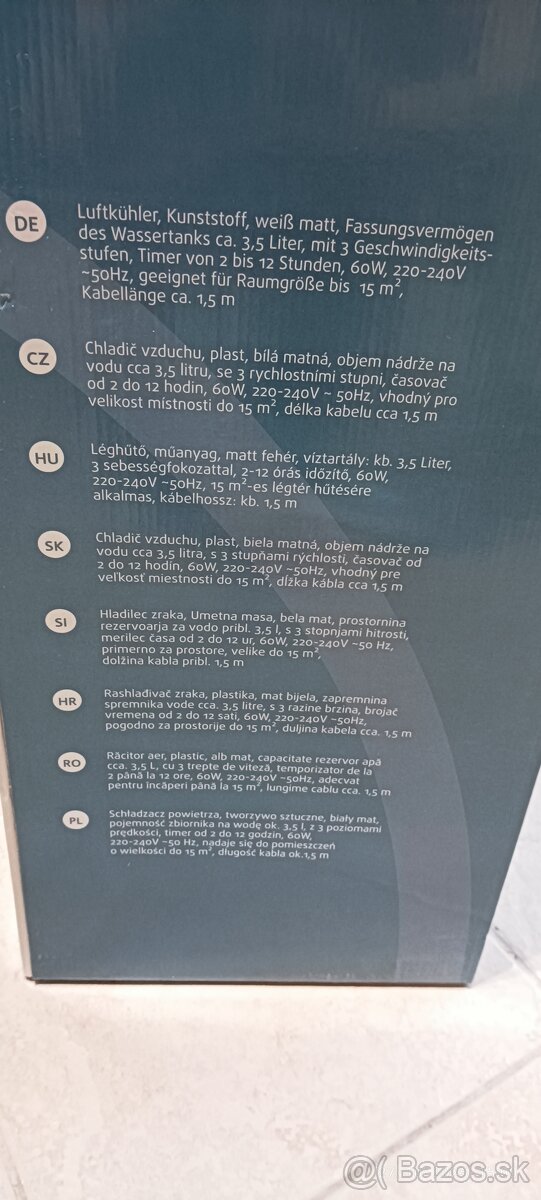 DE
Luftkühler, Kunststoff, weiß matt, Fassungsvermögen
des Wassertanks ca. 3,5 Liter, mit 3 Geschwindigkeits-
stufen, Timer von 2 bis 12 Stunden, 60W, 220-240V
~50Hz, geeignet für Raumgröße bis 15 m²,
Kabellänge ca. 1,5 m
CZ
Chladič vzduchu, plast, bílá matná, objem nádrže na
vodu cca 3,5 litru, se 3 rychlostními stupni, časovač
od 2 do 12 hodin, 60W, 220-240V ~ 50Hz, vhodný pro
velikost místnosti do 15 m², délka kabelu cca 1,5 m
HU
Léghűtő, műanyag, matt fehér, víztartály: kb. 3,5 Liter,
3 sebességfokozattal, 2-12 órás időzítő, 60W,
220-240V ~50Hz, 15 m²-es légtér hűtésére
alkalmas, kábelhossz: kb. 1,5 m
SK
Chladič vzduchu, plast, biela matná, objem nádrže na
vodu cca 3,5 litra, s 3 stupňami rýchlosti, časovač od
2 do 12 hodín, 60W, 220-240V ~50Hz, vhodný pre
veľkosť miestnosti do 15 m², dĺžka kábla cca 1,5 m
SI
Hladilec zraka, Umetna masa, bela mat, prostornina
rezervoarja za vodo pribl. 3,5 l, s 3 stopnjami hitrosti,
merilec časa od 2 do 12 ur, 60W, 220-240V ~50 Hz,
primerno za prostore, velike do 15 m²,
dolžina kabla pribl. 1,5 m
HR
Rashlađivač zraka, plastika, mat bijela, zapremnina
spremnika vode cca. 3,5 litre, s 3 razine brzina, brojač
vremena od 2 do 12 sati, 60W, 220-240V ~50Hz,
pogodno za prostorije do 15 m², duljina kabela cca. 1,5 m
RO
Răcitor aer, plastic, alb mat, capacitate rezervor apă
cca. 3,5 L, cu 3 trepte de viteză, temporizator de la
2 până la 12 ore, 60W, 220-240V ~50Hz, adecvat
pentru încăperi până la 15 m², lungime cablu cca. 1,5 m
PL
Schładzacz powietrza, tworzywo sztuczne, biały mat,
pojemność zbiornika na wodę ok. 3,5 l, z 3 poziomami
prędkości, timer od 2 do 12 godzin, 60W,
220-240V ~50 Hz, nadaje się do pomieszczeń
o wielkości do 15 m², długość kabla ok.1,5 m
Bazos.sk